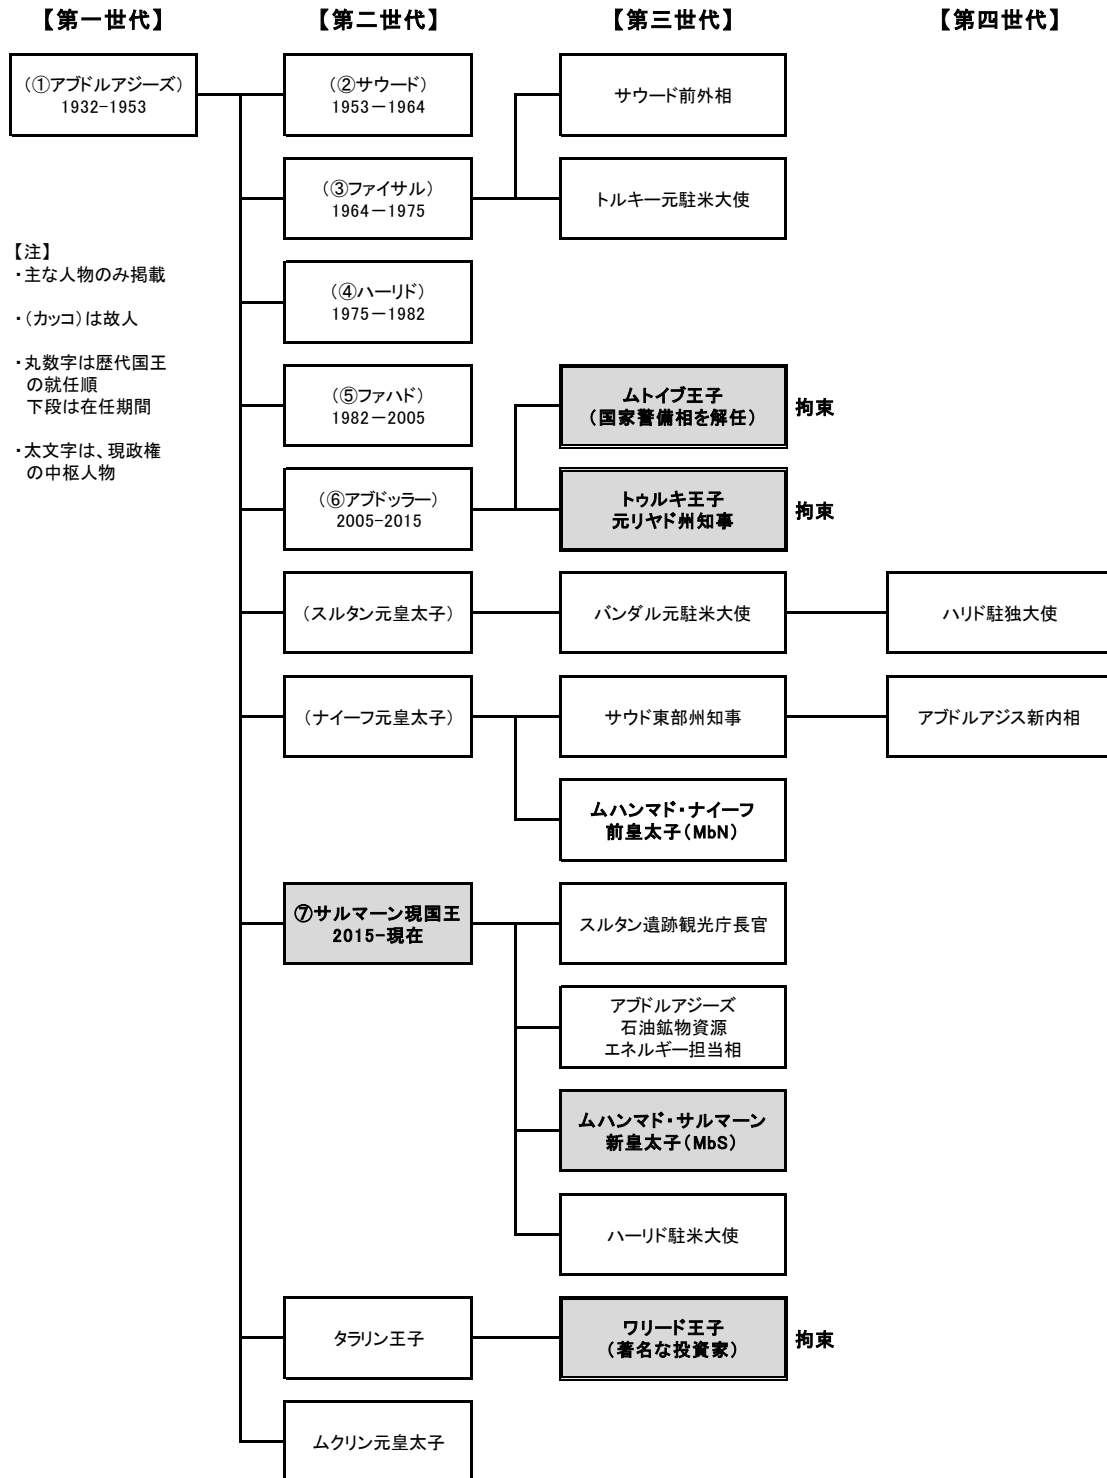 【第一世代】
【第二世代】
【第三世代】
【第四世代】
(①アブドルアジーズ)
1932-1953
(②サウード)
1953－1964
サウード前外相
(③ファイサル)
1964－1975
トルキー元駐米大使
【注】
・主な人物のみ掲載
・(カッコ)は故人
・丸数字は歴代国王
の就任順
下段は在任期間
・太文字は、現政権
の中枢人物
(④ハーリド)
1975－1982
(⑤ファハド)
1982－2005
ムトイブ王子
(国家警備相を解任)
拘束
(⑥アブドッラー)
2005-2015
トゥルキ王子
元リヤド州知事
拘束
(スルタン元皇太子)
バンダル元駐米大使
ハリド駐独大使
(ナイーフ元皇太子)
サウド東部州知事
アブドルアジス新内相
ムハンマド・ナイーフ
前皇太子(MbN)
⑦サルマーン現国王
2015-現在
スルタン遺跡観光庁長官
アブドルアジーズ
石油鉱物資源
エネルギー担当相
ムハンマド・サルマーン
新皇太子(MbS)
ハーリド駐米大使
タラリン王子
ワリード王子
(著名な投資家)
拘束
ムクリン元皇太子